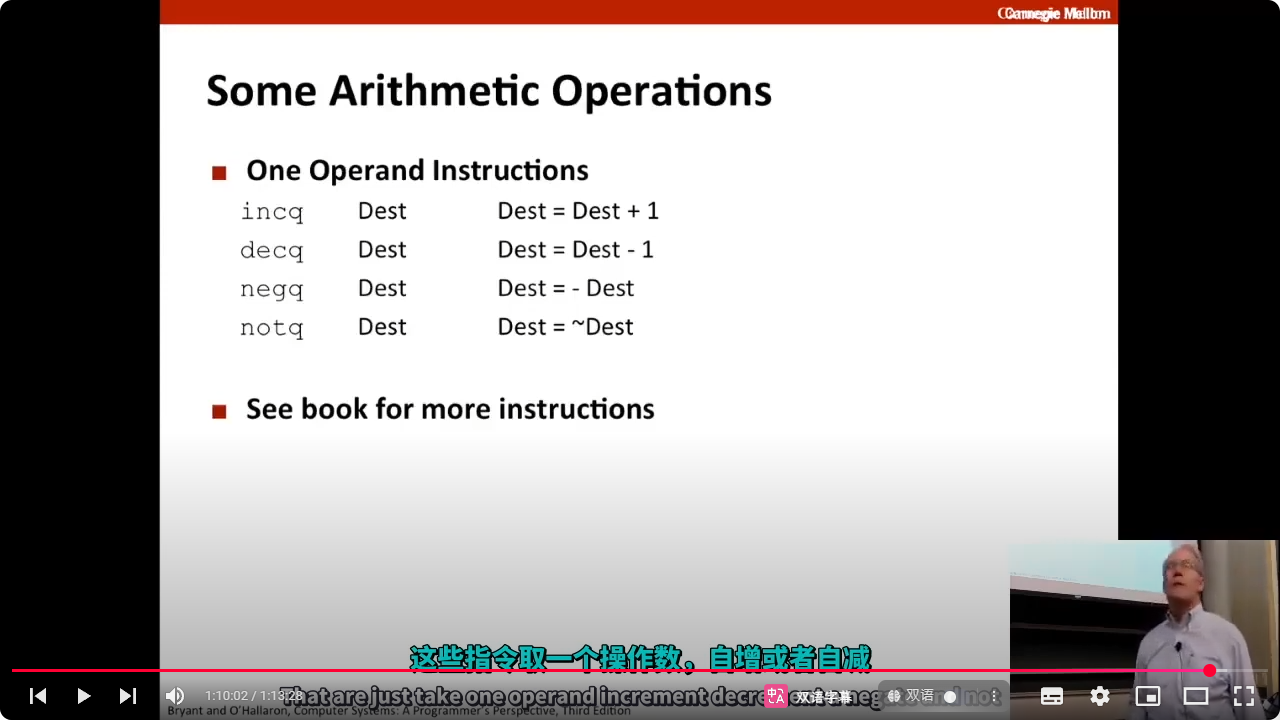 Carnegie Mellon
Some Arithmetic Operations
One Operand Instructions
incq Dest Dest = Dest + 1
decq Dest Dest = Dest - 1
negq Dest Dest = - Dest
notq Dest Dest = ~Dest
See book for more instructions
这些指令取一个操作数，自增或者自减
That are just take one operand increment not
1:10:02 / 1:13:28
双语字幕
双语
Bryant and O'Hallaron, Computer Systems: A Programmer's Perspective, Third Edition